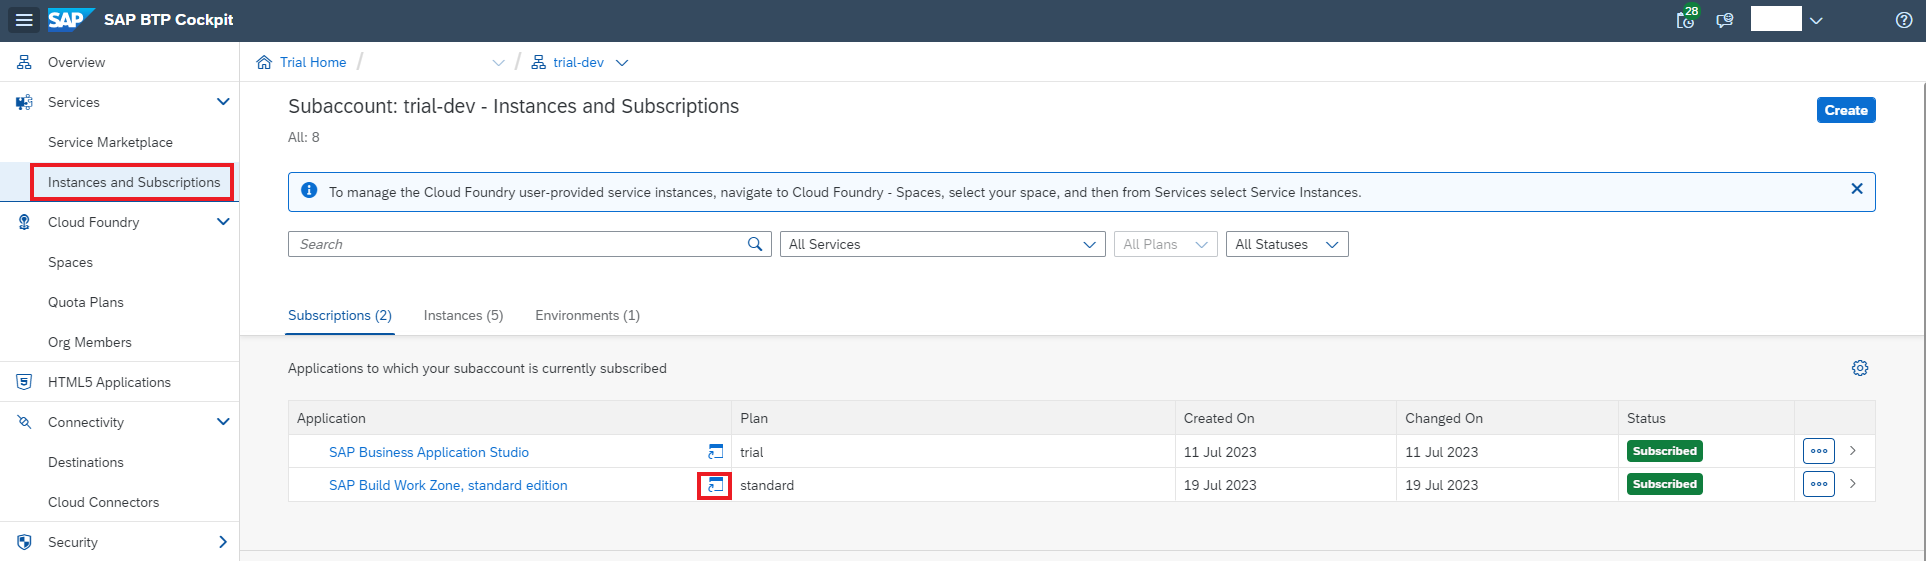 SAP SAP BTP Cockpit 28
Overview
Services
Service Marketplace
Instances and Subscriptions
Cloud Foundry
Spaces
Quota Plans
Org Members
HTML5 Applications
Connectivity
Destinations
Cloud Connectors
Security
Trial Home / / trial-dev
Subaccount: trial-dev - Instances and Subscriptions
Create
All: 8
To manage the Cloud Foundry user-provided service instances, navigate to Cloud Foundry - Spaces, select your space, and then from Services select Service Instances.
Search All Services All Plans All Statuses
Subscriptions (2) Instances (5) Environments (1)
Applications to which your subaccount is currently subscribed
Application Plan Created On Changed On Status
SAP Business Application Studio trial 11 Jul 2023 11 Jul 2023 Subscribed
SAP Build Work Zone, standard edition standard 19 Jul 2023 19 Jul 2023 Subscribed